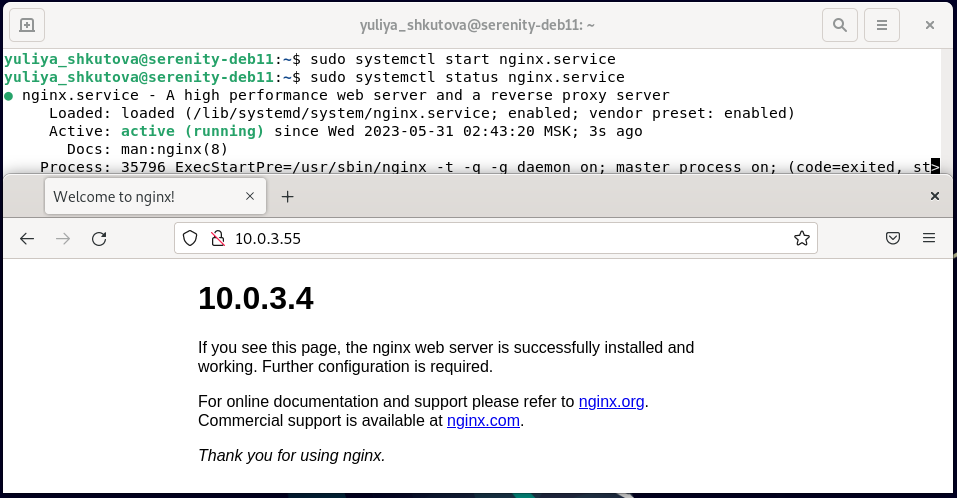 yuliya_shkutova@serenity-deb11: ~
yuliya_shkutova@serenity-deb11:~$ sudo systemctl start nginx.service
yuliya_shkutova@serenity-deb11:~$ sudo systemctl status nginx.service
● nginx.service - A high performance web server and a reverse proxy server
Loaded: loaded (/lib/systemd/system/nginx.service; enabled; vendor preset: enabled)
Active: active (running) since Wed 2023-05-31 02:43:20 MSK; 3s ago
Docs: man:nginx(8)
Process: 35796 ExecStartPre=/usr/sbin/nginx -t -q -g daemon on; master_process on; (code=exited, st>
Welcome to nginx!
10.0.3.55
10.0.3.4
If you see this page, the nginx web server is successfully installed and
working. Further configuration is required.
For online documentation and support please refer to nginx.org.
Commercial support is available at nginx.com.
Thank you for using nginx.